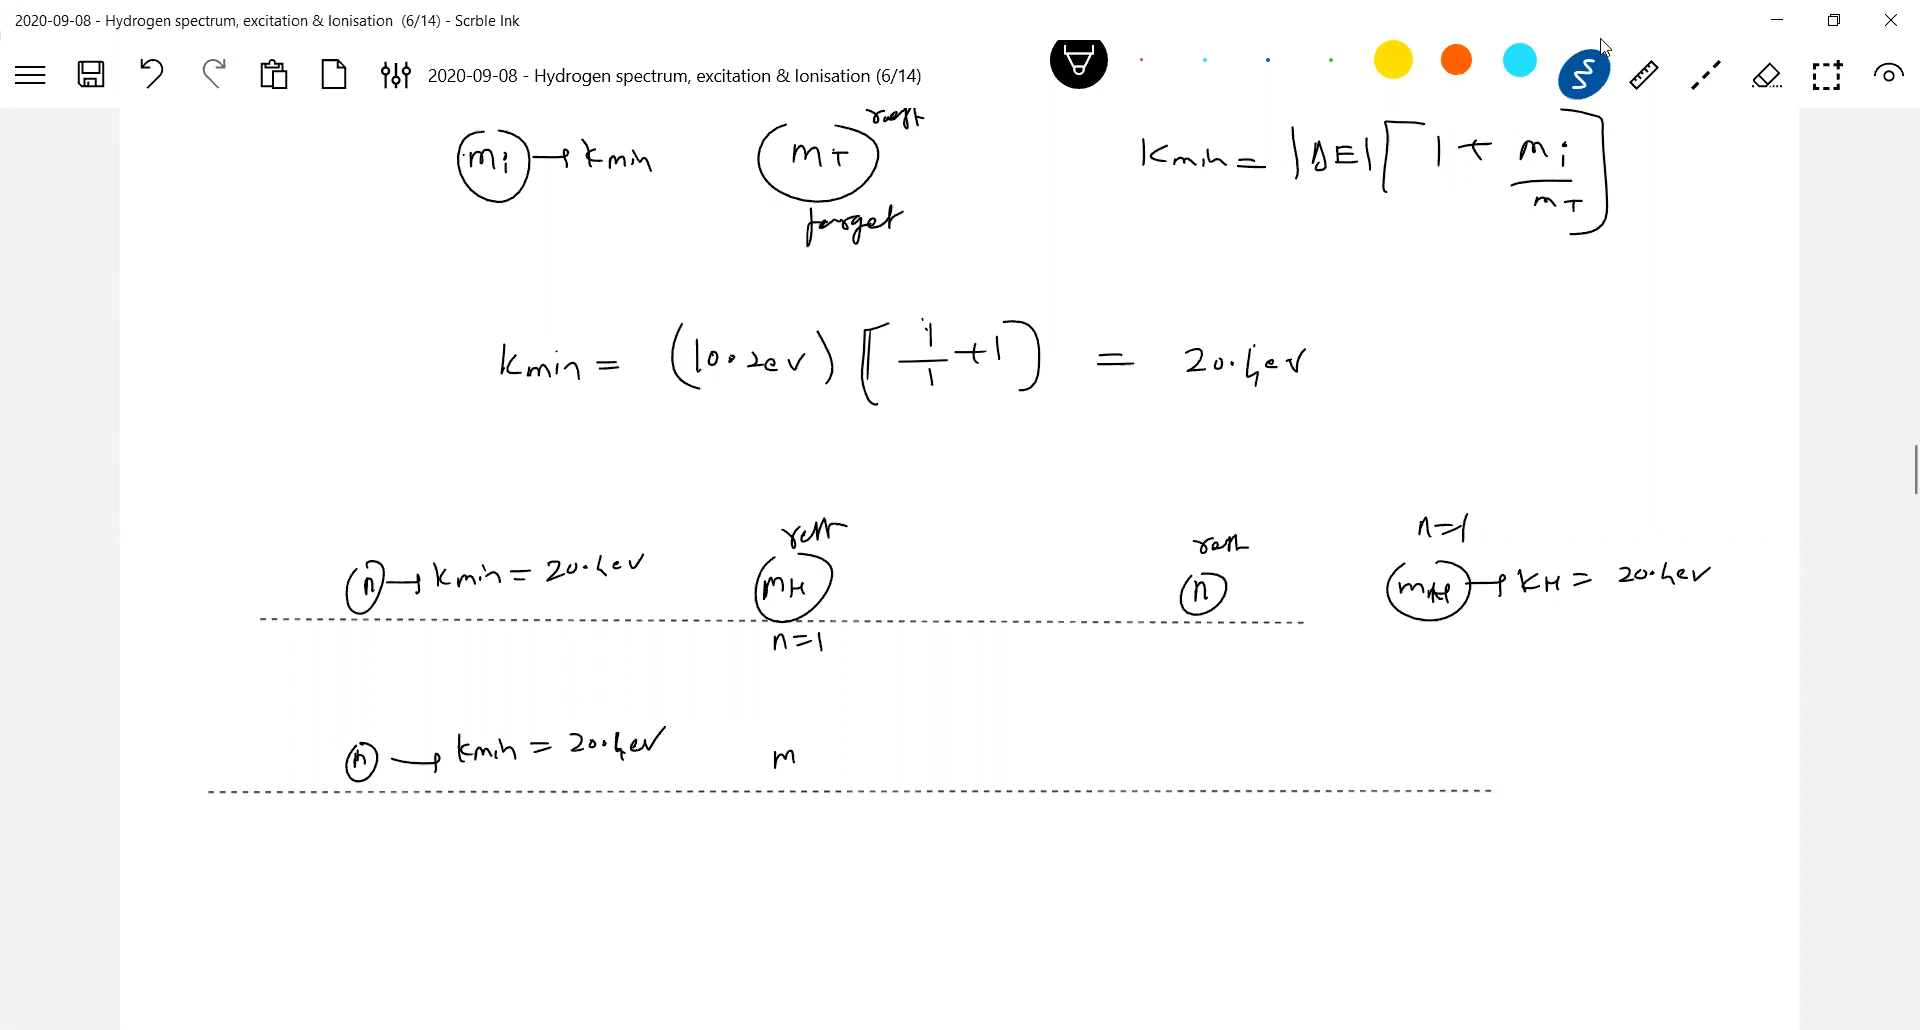 2020-09-08 - Hydrogen spectrum, excitation & Ionisation (6/14) - Scrble Ink
2020-09-08 - Hydrogen spectrum, excitation & Ionisation (6/14)
rest
mi → kmin
mT
target
Kmin = |ΔE| [1 + mi/mT]
kmin = (10.2ev) [1/1 + 1] = 20.4ev
rest
n → kmin = 20.4ev
mH
n=1
rest
n
n=1
mH → KH = 20.4ev
n → kmin = 20.4ev
m